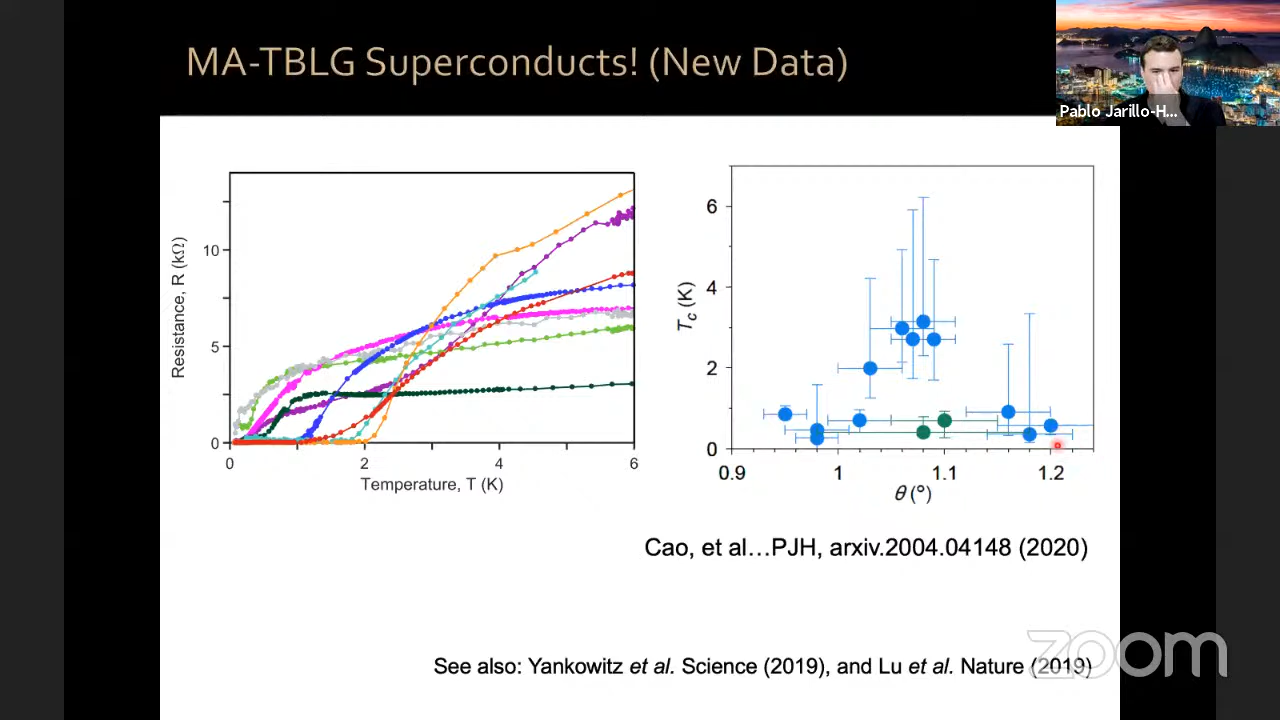 MA-TBLG Superconducts! (New Data)
Pablo Jarillo-H...
Resistance, R (kΩ)
10
5
0
0
2
4
6
Temperature, T (K)
Tc (K)
6
4
2
0
0.9
1
1.1
1.2
θ (°)
Cao, et al…PJH, arxiv.2004.04148 (2020)
See also: Yankowitz et al. Science (2019), and Lu et al. Nature (2019)
zoom